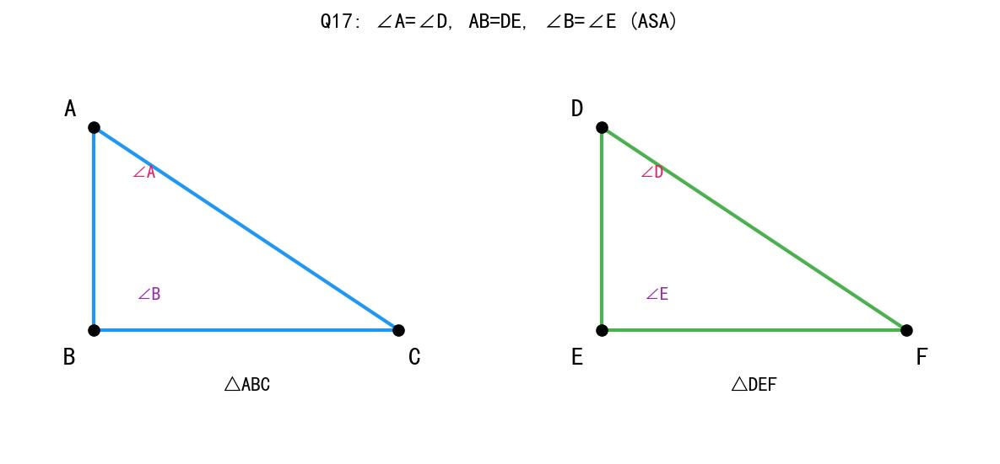 Q17: ∠A=∠D, AB=DE, ∠B=∠E (ASA)
A
D
∠A
∠D
∠B
∠E
B
C
E
F
△ABC
△DEF